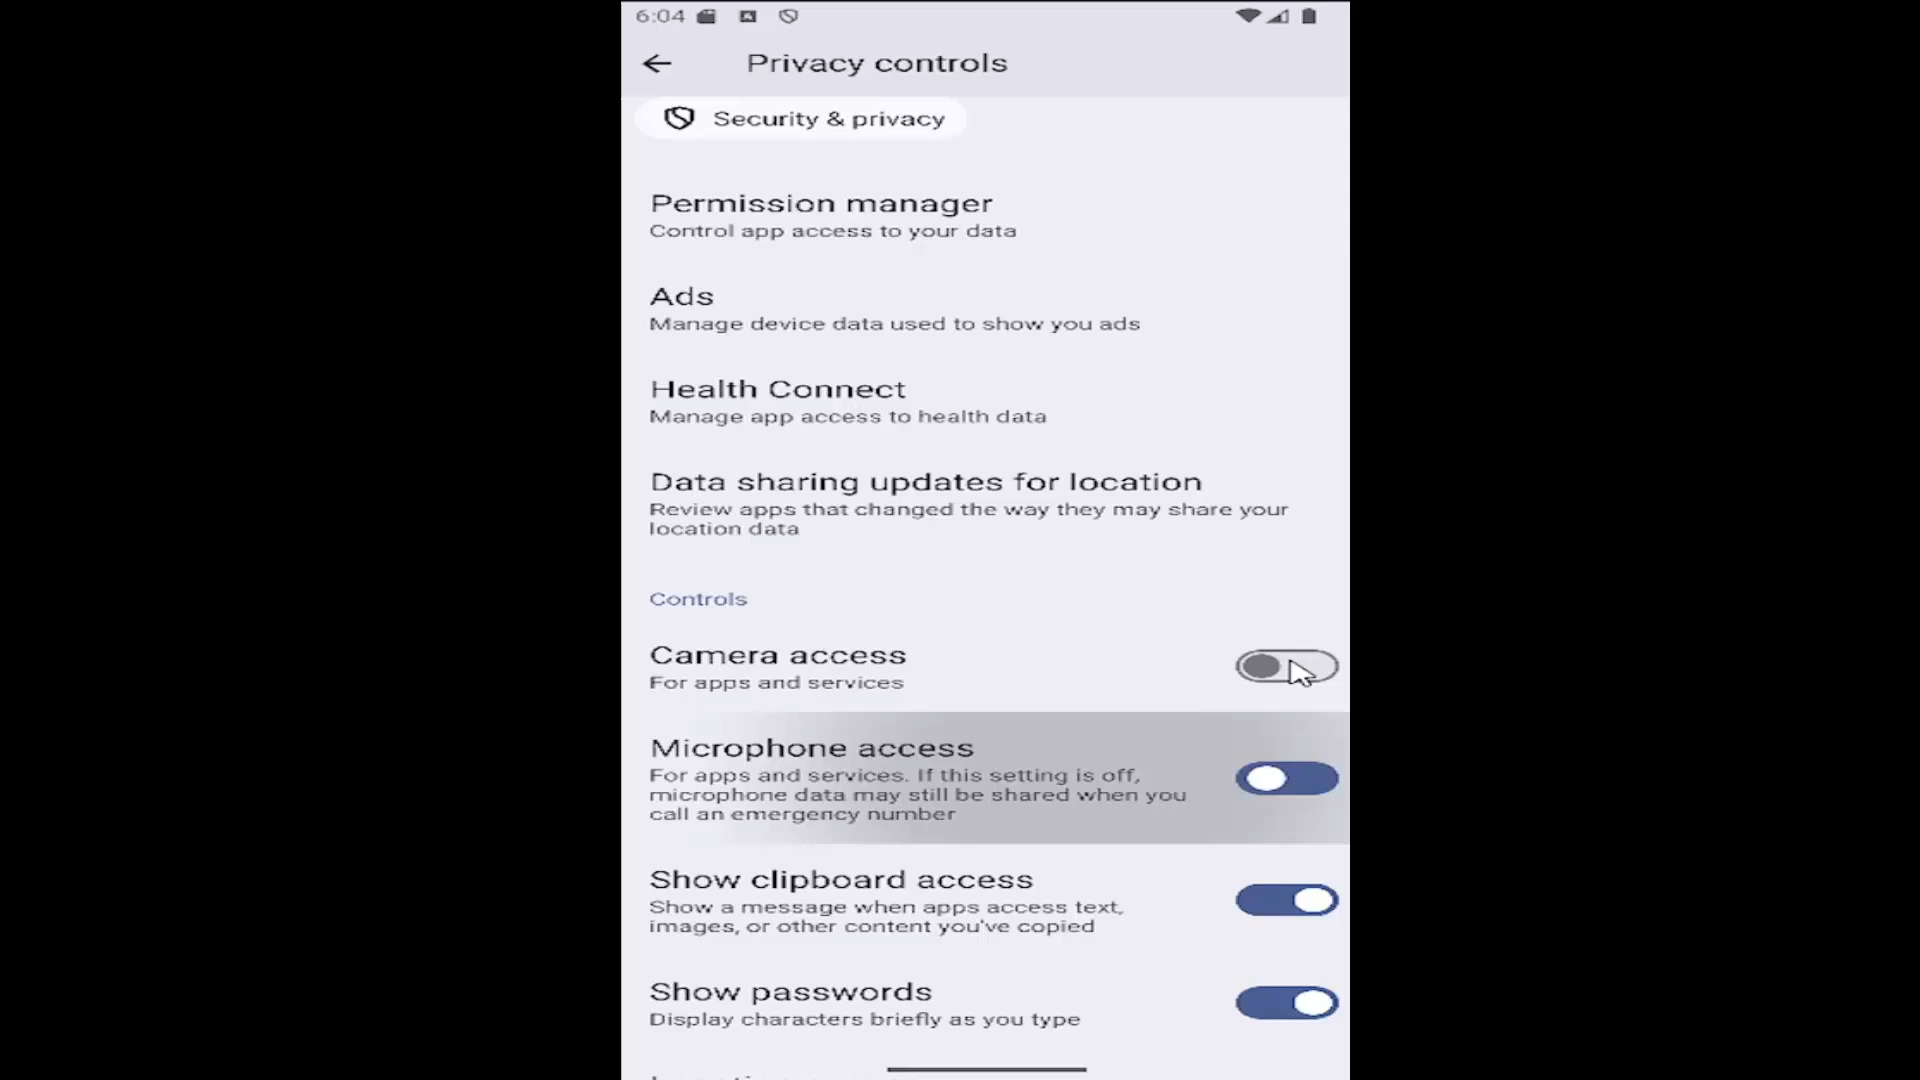 6:04
Privacy controls
Security & privacy
Permission manager
Control app access to your data
Ads
Manage device data used to show you ads
Health Connect
Manage app access to health data
Data sharing updates for location
Review apps that changed the way they may share your
location data
Controls
Camera access
For apps and services
Microphone access
For apps and services. If this setting is off,
microphone data may still be shared when you
call an emergency number
Show clipboard access
Show a message when apps access text,
images, or other content you've copied
Show passwords
Display characters briefly as you type